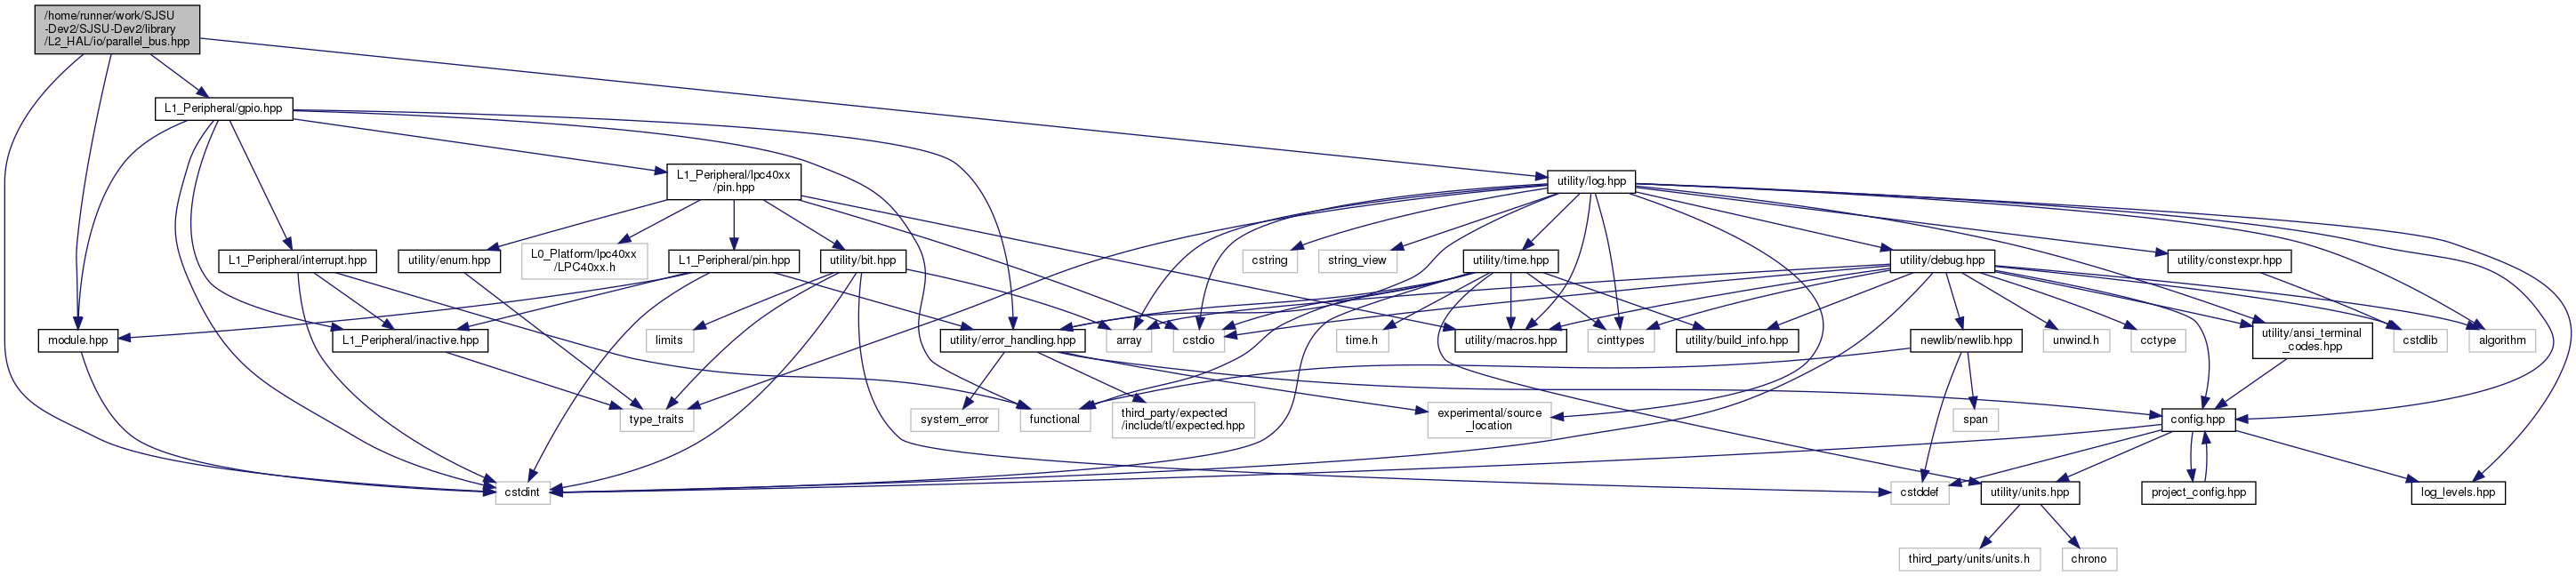 /home/runner/work/SJSU
-Dev2/SJSU-Dev2/library
/L2_HAL/io/parallel_bus.hpp
L1_Peripheral/gpio.hpp
L1_Peripheral/lpc40xx
/pin.hpp
utility/log.hpp
L1_Peripheral/interrupt.hpp
utility/enum.hpp
L0_Platform/lpc40xx
/LPC40xx.h
L1_Peripheral/pin.hpp
utility/bit.hpp
cstring
string_view
utility/time.hpp
utility/debug.hpp
utility/constexpr.hpp
module.hpp
L1_Peripheral/inactive.hpp
limits
utility/error_handling.hpp
array
cstdio
time.h
utility/macros.hpp
cinttypes
utility/build_info.hpp
newlib/newlib.hpp
unwind.h
cctype
utility/ansi_terminal
_codes.hpp
cstdlib
algorithm
type_traits
system_error
functional
third_party/expected
/include/tl/expected.hpp
experimental/source
_location
span
config.hpp
cstdint
cstddef
utility/units.hpp
project_config.hpp
log_levels.hpp
third_party/units/units.h
chrono